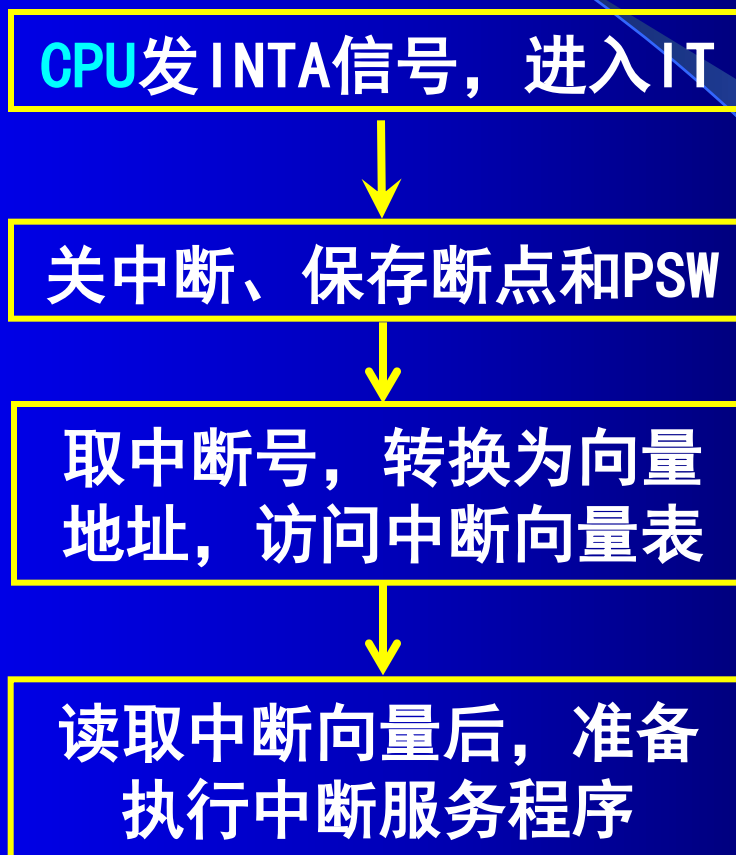 CPU发INTA信号，进入IT
关中断、保存断点和PSW
取中断号，转换为向量
地址，访问中断向量表
读取中断向量后，准备
执行中断服务程序